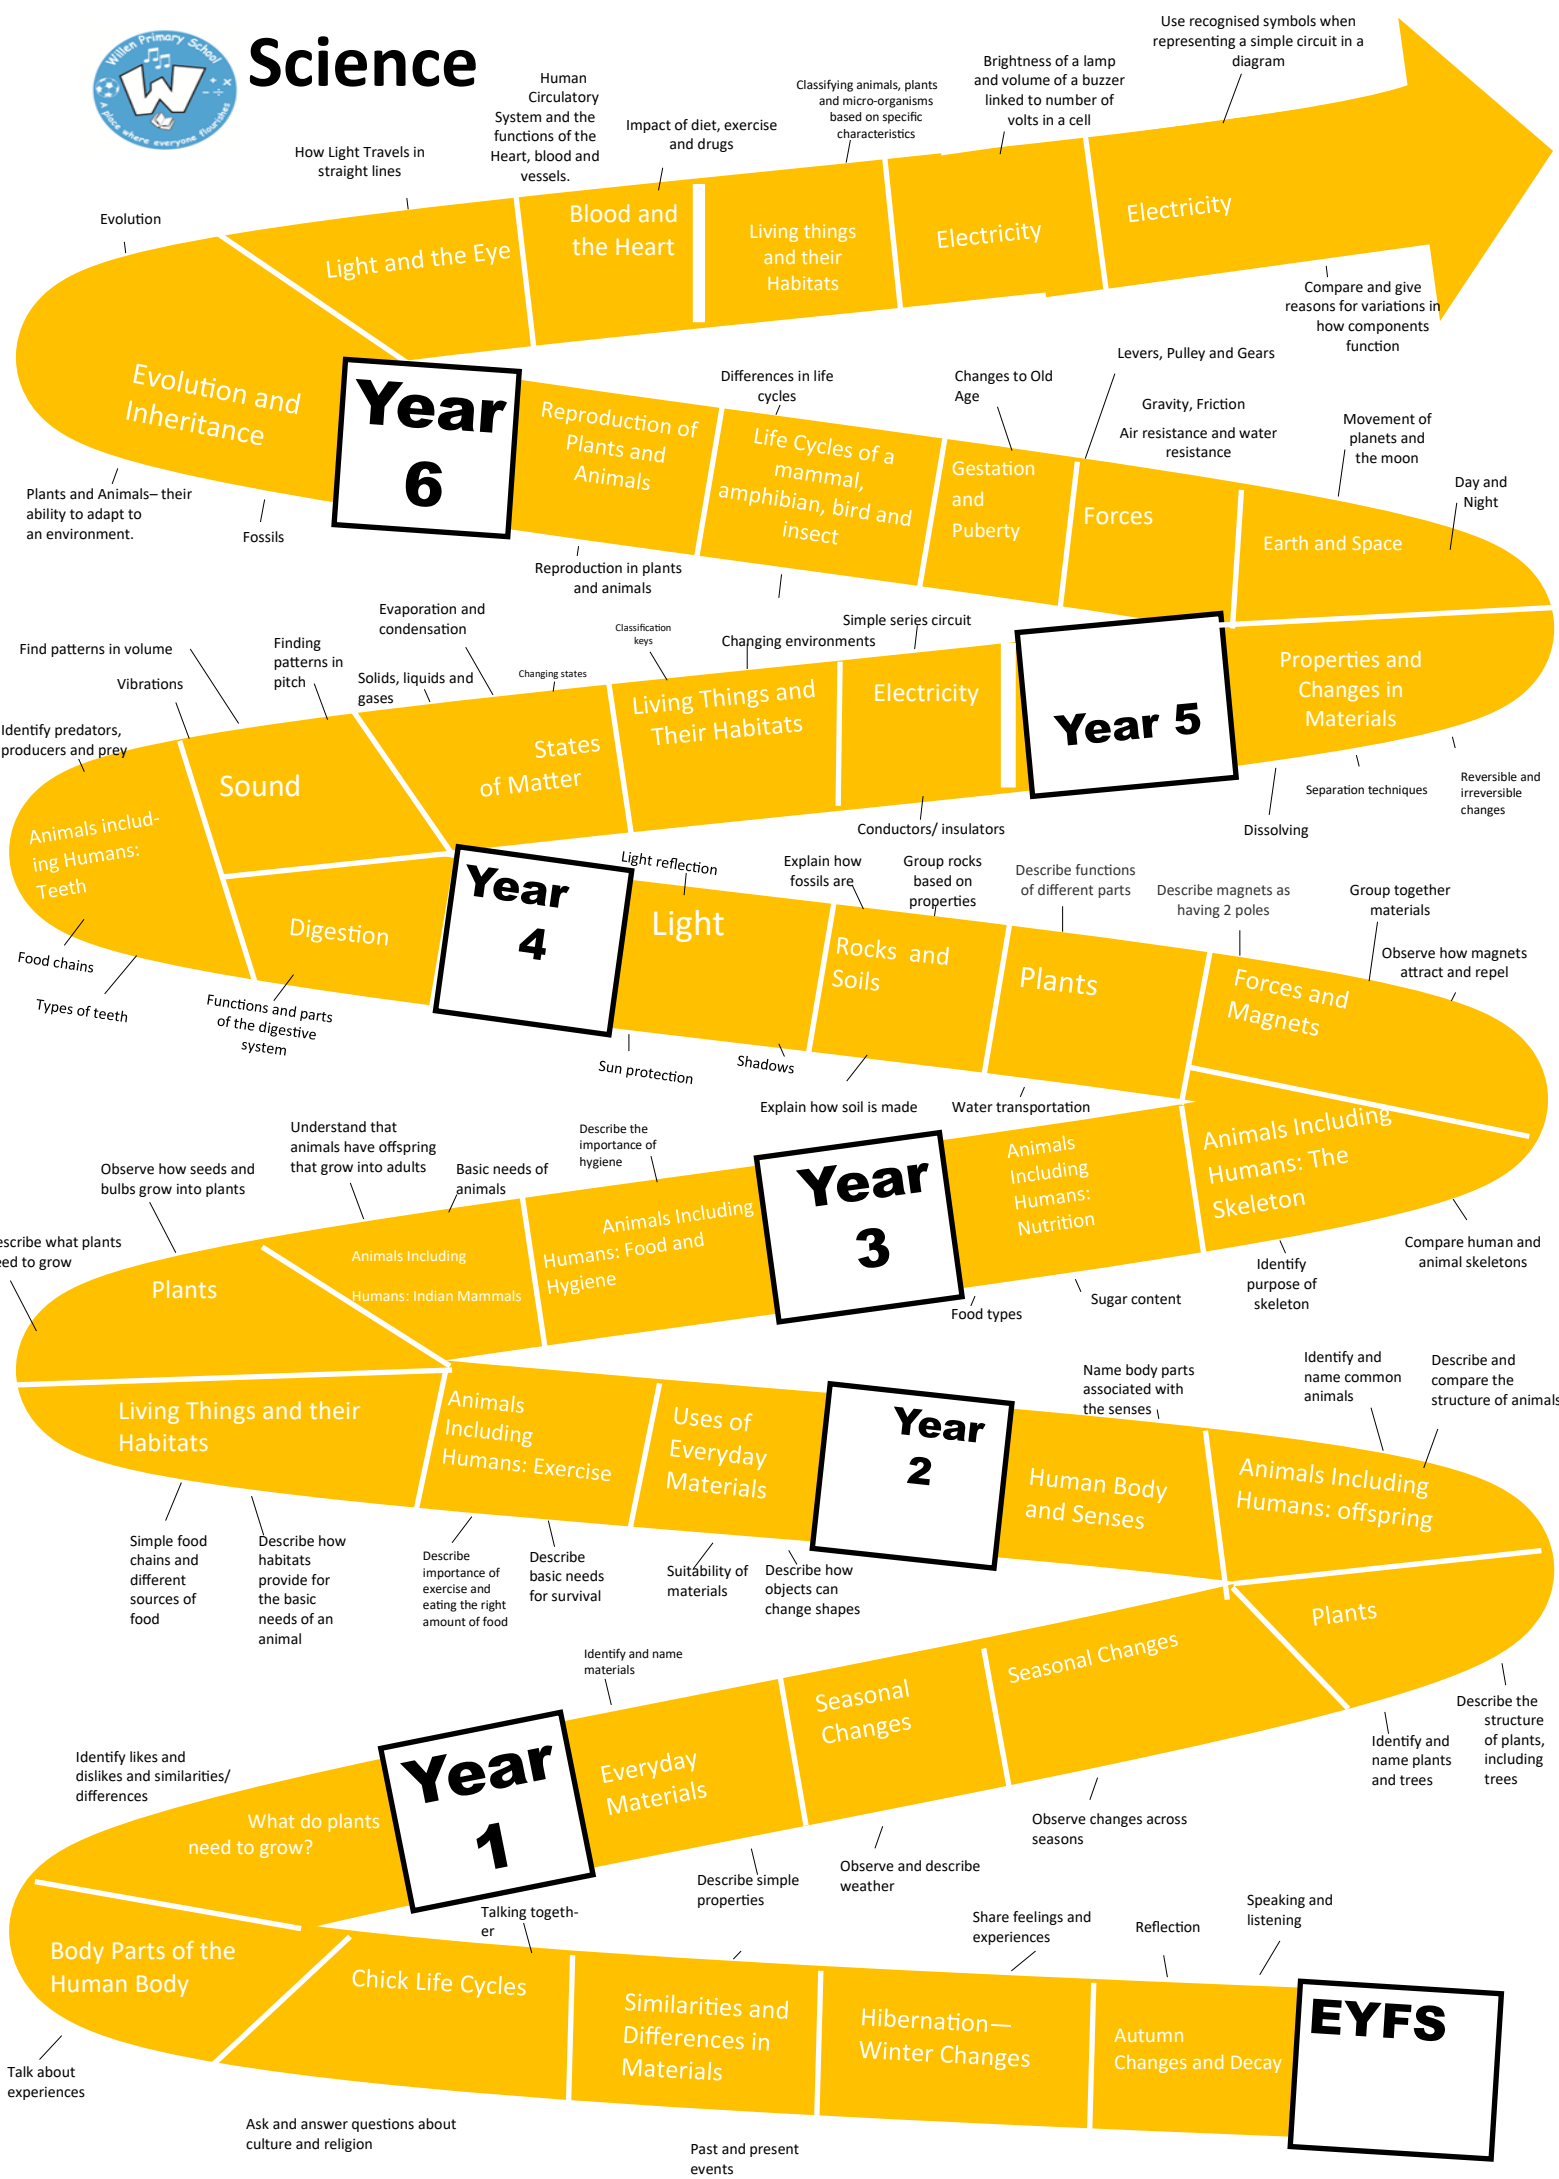 Willen Primary School
W
A place where everyone flourishes
Science
Use recognised symbols when
representing a simple circuit in a
diagram
Brightness of a lamp
and volume of a buzzer
linked to number of
volts in a cell
Classifying animals, plants
and micro-organisms
based on specific
characteristics
Human
Circulatory
System and the
functions of the
Heart, blood and
vessels.
Impact of diet, exercise
and drugs
How Light Travels in
straight lines
Evolution
Light and the Eye
Blood and
the Heart
Living things
and their
Habitats
Electricity
Electricity
Compare and give
reasons for variations in
how components
function
Evolution and
Inheritance
Plants and Animals– their
ability to adapt to
an environment.
Fossils
Year
6
Reproduction of
Plants and
Animals
Reproduction in plants
and animals
Differences in life
cycles
Life Cycles of a
mammal,
amphibian, bird and
insect
Changes to Old
Age
Gestation
and
Puberty
Levers, Pulley and Gears
Gravity, Friction
Air resistance and water
resistance
Forces
Movement of
planets and
the moon
Day and
Night
Earth and Space
Properties and
Changes in
Materials
Reversible and
irreversible
changes
Separation techniques
Dissolving
Year 5
Simple series circuit
Electricity
Conductors/ insulators
Changing environments
Classification
keys
Living Things and
Their Habitats
Changing states
Evaporation and
condensation
Solids, liquids and
gases
States
of Matter
Finding
patterns in
pitch
Find patterns in volume
Vibrations
Sound
Identify predators,
producers and prey
Animals includ-
ing Humans:
Teeth
Food chains
Types of teeth
Digestion
Functions and parts
of the digestive
system
Year
4
Light reflection
Light
Sun protection
Shadows
Explain how
fossils are
Group rocks
based on
properties
Rocks and
Soils
Explain how soil is made
Describe functions
of different parts
Plants
Water transportation
Describe magnets as
having 2 poles
Group together
materials
Observe how magnets
attract and repel
Forces and
Magnets
Animals Including
Humans: The
Skeleton
Compare human and
animal skeletons
Identify
purpose of
skeleton
Animals
Including
Humans:
Nutrition
Sugar content
Food types
Year
3
Describe the
importance of
hygiene
Animals Including
Humans: Food and
Hygiene
Understand that
animals have offspring
that grow into adults
Basic needs of
animals
Animals Including
Humans: Indian Mammals
Observe how seeds and
bulbs grow into plants
escribe what plants
eed to grow
Plants
Living Things and their
Habitats
Simple food
chains and
different
sources of
food
Describe how
habitats
provide for
the basic
needs of an
animal
Animals
Including
Humans: Exercise
Describe
importance of
exercise and
eating the right
amount of food
Describe
basic needs
for survival
Uses of
Everyday
Materials
Suitability of
materials
Describe how
objects can
change shapes
Year
2
Name body parts
associated with
the senses
Human Body
and Senses
Identify and
name common
animals
Describe and
compare the
structure of animals
Animals Including
Humans: offspring
Plants
Describe the
structure
of plants,
including
trees
Identify and
name plants
and trees
Seasonal Changes
Observe changes across
seasons
Seasonal
Changes
Observe and describe
weather
Identify and name
materials
Everyday
Materials
Describe simple
properties
Year
1
Identify likes and
dislikes and similarities/
differences
What do plants
need to grow?
Body Parts of the
Human Body
Talk about
experiences
Talking togeth-
er
Chick Life Cycles
Ask and answer questions about
culture and religion
Similarities and
Differences in
Materials
Past and present
events
Share feelings and
experiences
Hibernation—
Winter Changes
Reflection
Speaking and
listening
Autumn
Changes and Decay
EYFS